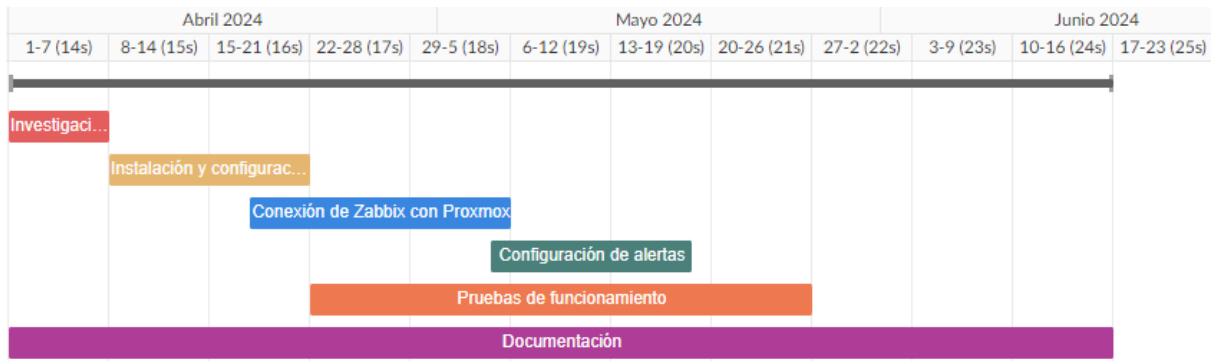 Abril 2024 Mayo 2024 Junio 2024
1-7 (14s) 8-14 (15s) 15-21 (16s) 22-28 (17s) 29-5 (18s) 6-12 (19s) 13-19 (20s) 20-26 (21s) 27-2 (22s) 3-9 (23s) 10-16 (24s) 17-23 (25s)
Investigaci...
Instalación y configurac...
Conexión de Zabbix con Proxmox
Configuración de alertas
Pruebas de funcionamiento
Documentación